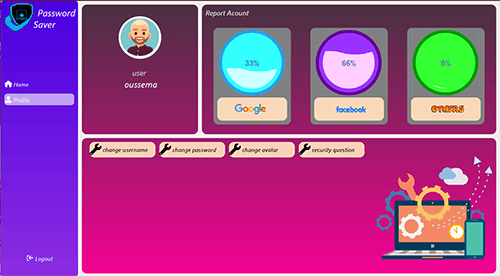 Password
Saver
Home
Profile
Logout
user
oussema
Report Acount
33%
66%
0%
Google
facebook
OTHERS
change username
change password
change avatar
security question